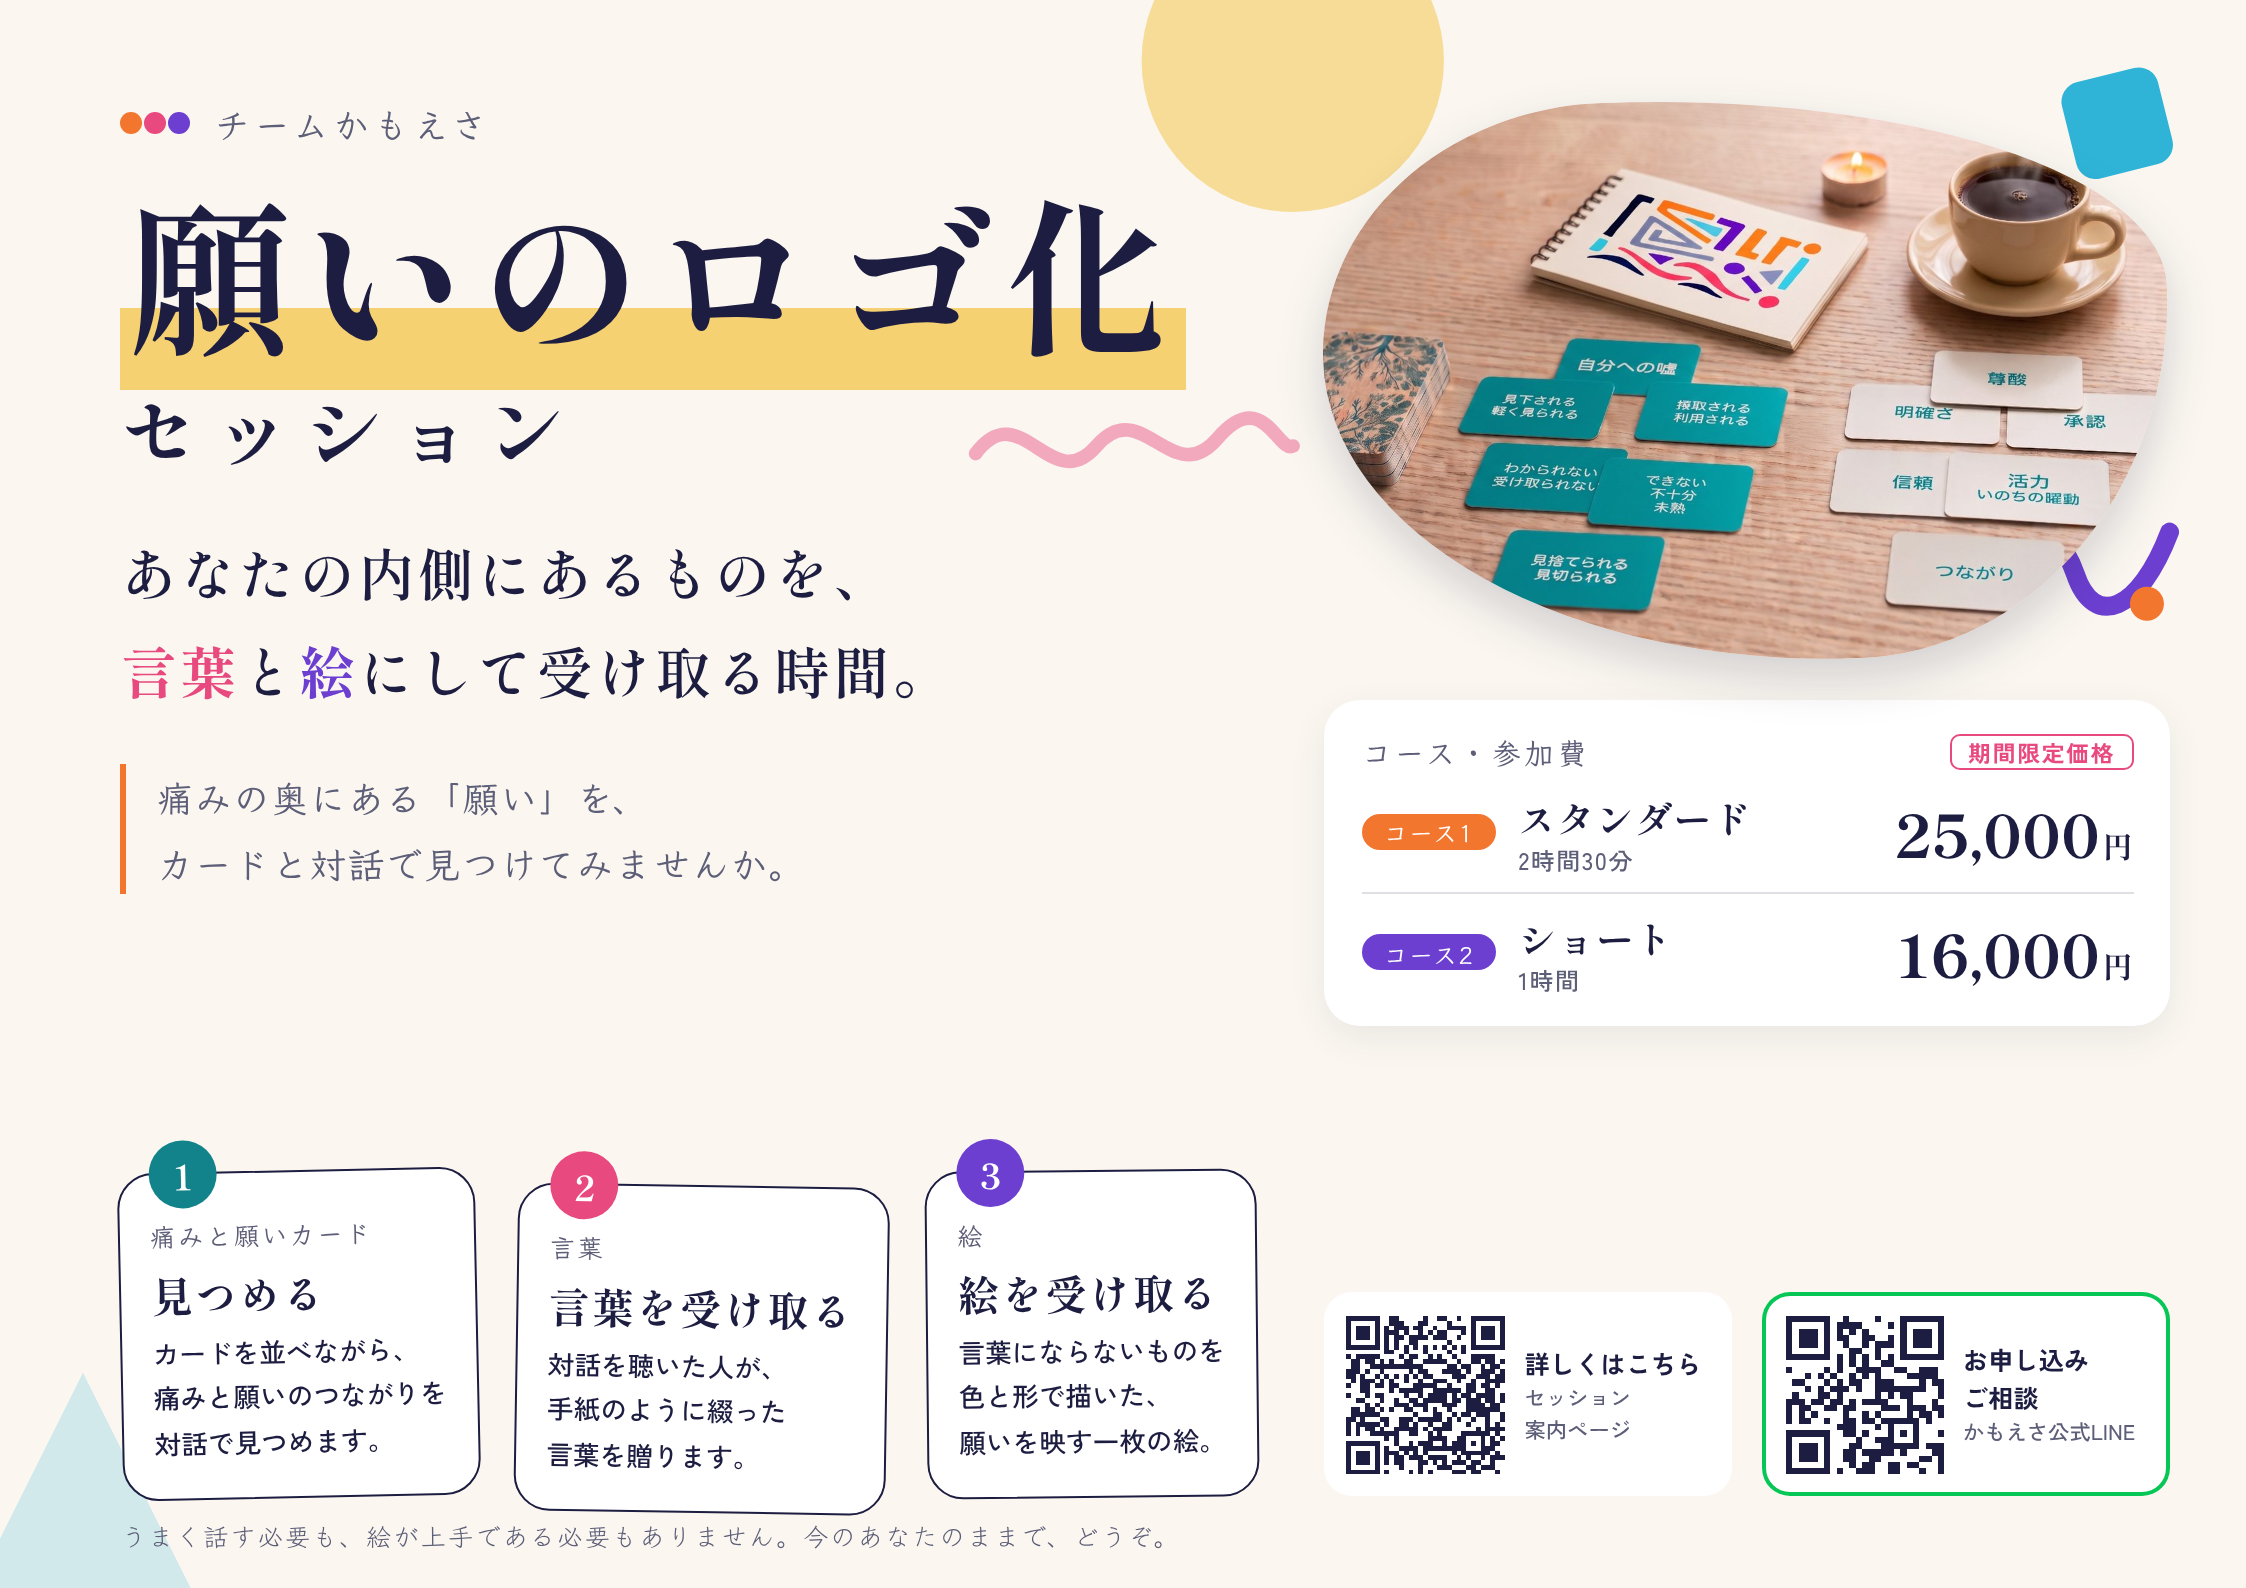 チームかもえさ
願いのロゴ化
セッション
あなたの内側にあるものを、
言葉と絵にして受け取る時間。
痛みの奥にある「願い」を、
カードと対話で見つけてみませんか。
自分への嘘
見下される
軽く見られる
搾取される
利用される
わかられない
受け取られない
できない
不十分
未熟
見捨てられる
見切られる
尊酸
明確さ
承認
信頼
活力
いのちの曜動
つながり
コース・参加費
期間限定価格
コース1
スタンダード
2時間30分
25,000円
コース2
ショート
1時間
16,000円
1
痛みと願いカード
見つめる
カードを並べながら、
痛みと願いのつながりを
対話で見つめます。
2
言葉
言葉を受け取る
対話を聴いた人が、
手紙のように綴った
言葉を贈ります。
3
絵
絵を受け取る
言葉にならないものを
色と形で描いた、
願いを映す一枚の絵。
詳しくはこちら
セッション
案内ページ
お申し込み
ご相談
かもえさ公式LINE
うまく話す必要も、絵が上手である必要もありません。今のあなたのままで、どうぞ。